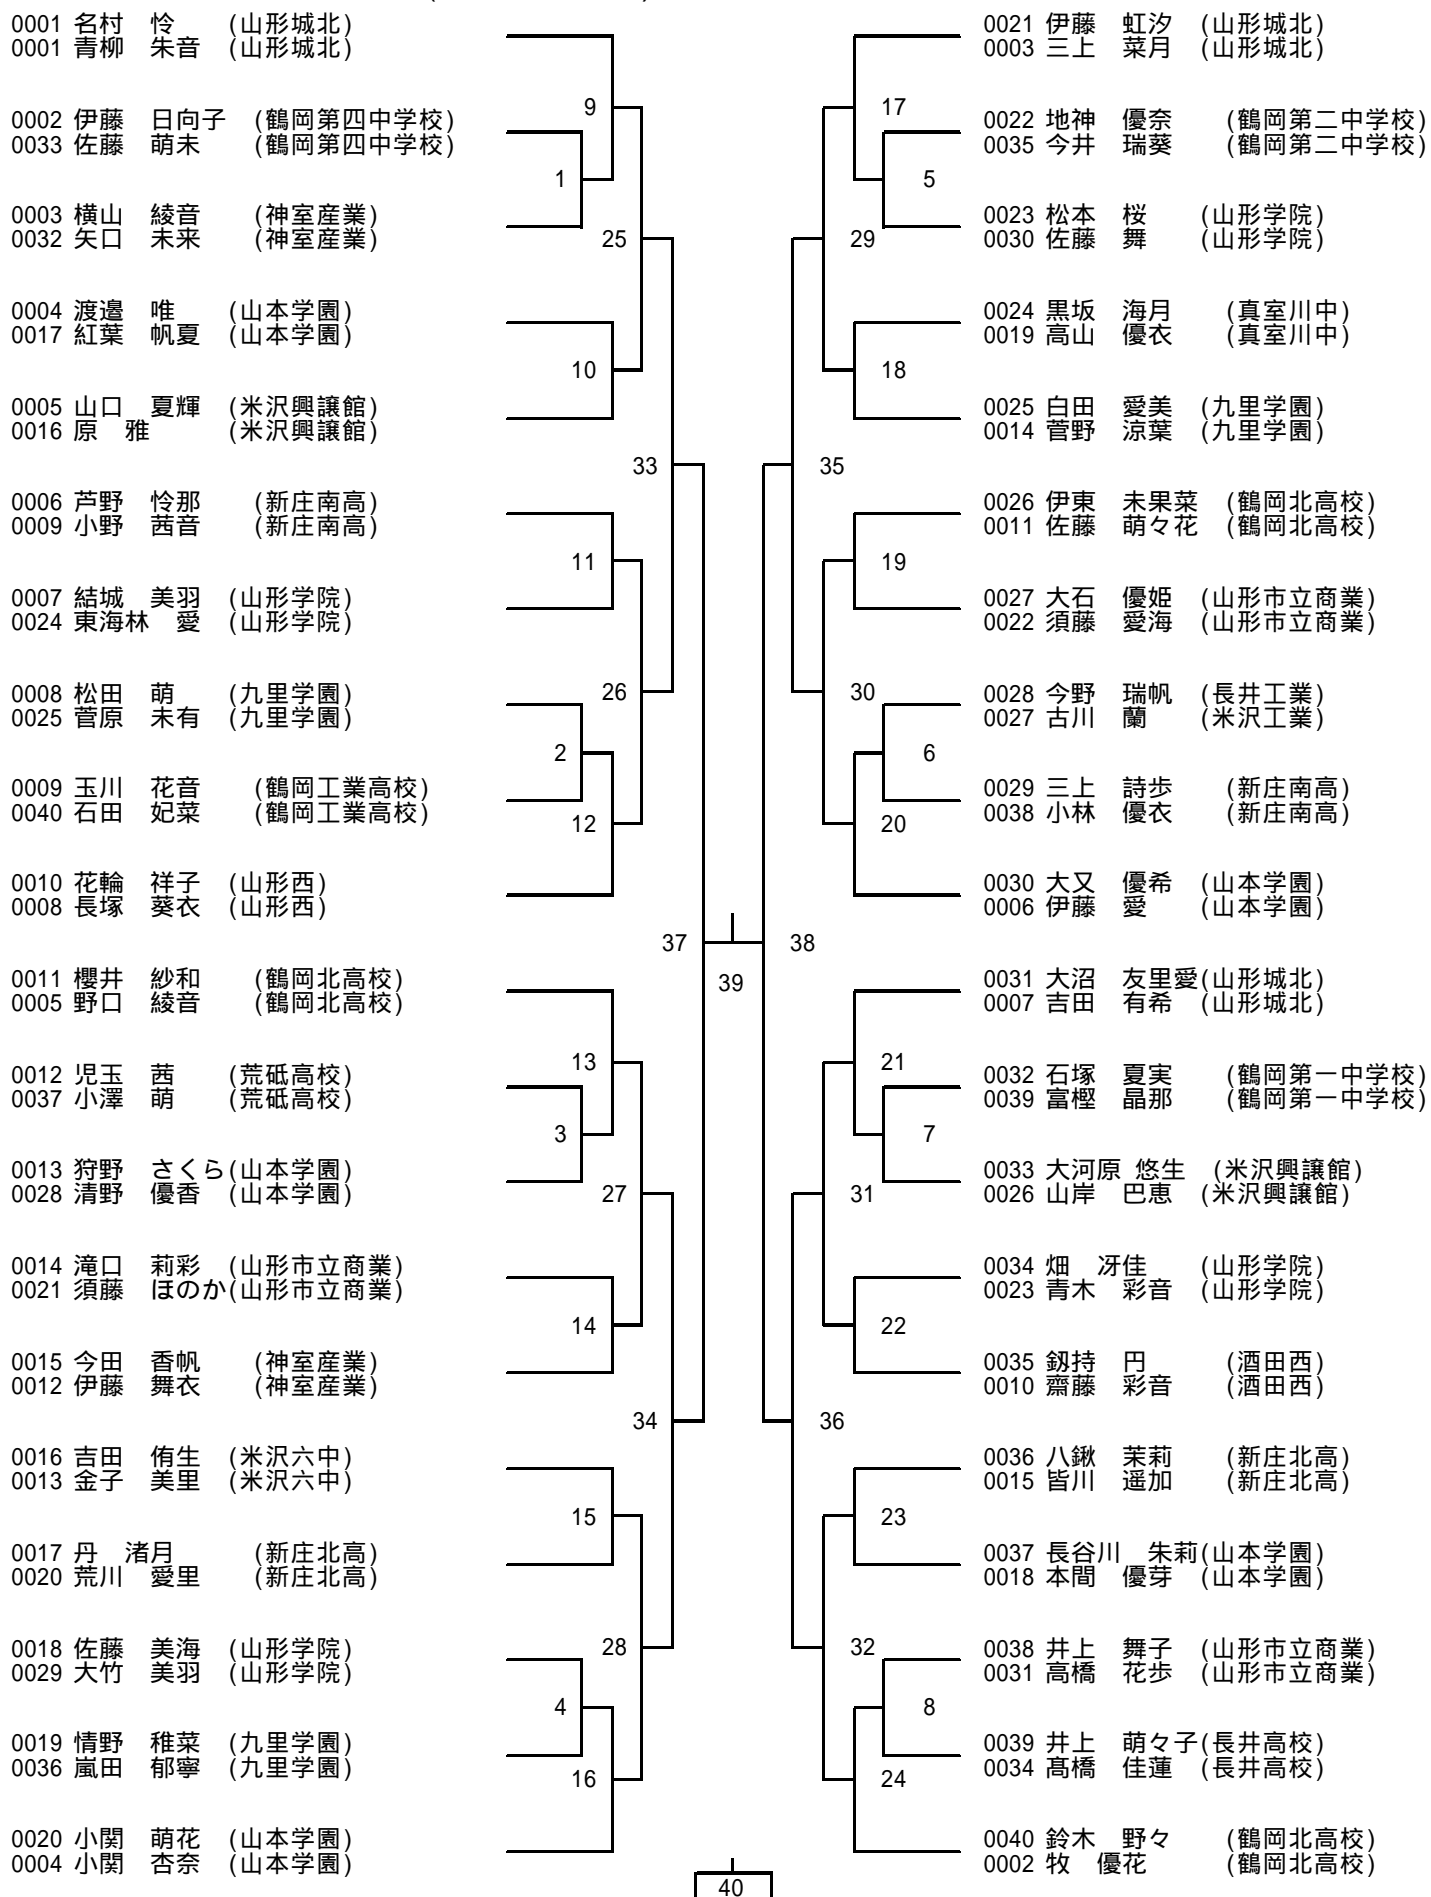 0001 名村 怜 (山形城北)
0001 青柳 朱音 (山形城北)
0002 伊藤 日向子 (鶴岡第四中学校)
0033 佐藤 萌未 (鶴岡第四中学校)
0003 横山 綾音 (神室産業)
0032 矢口 未来 (神室産業)
0004 渡邉 唯 (山本学園)
0017 紅葉 帆夏 (山本学園)
0005 山口 夏輝 (米沢興譲館)
0016 原 雅 (米沢興譲館)
0006 芦野 怜那 (新庄南高)
0009 小野 茜音 (新庄南高)
0007 結城 美羽 (山形学院)
0024 東海林 愛 (山形学院)
0008 松田 萌 (九里学園)
0025 菅原 未有 (九里学園)
0009 玉川 花音 (鶴岡工業高校)
0040 石田 妃菜 (鶴岡工業高校)
0010 花輪 祥子 (山形西)
0008 長塚 葵衣 (山形西)
0011 櫻井 紗和 (鶴岡北高校)
0005 野口 綾音 (鶴岡北高校)
0012 児玉 茜 (荒砥高校)
0037 小澤 萌 (荒砥高校)
0013 狩野 さくら(山本学園)
0028 清野 優香 (山本学園)
0014 滝口 莉彩 (山形市立商業)
0021 須藤 ほのか(山形市立商業)
0015 今田 香帆 (神室産業)
0012 伊藤 舞衣 (神室産業)
0016 吉田 侑生 (米沢六中)
0013 金子 美里 (米沢六中)
0017 丹 渚月 (新庄北高)
0020 荒川 愛里 (新庄北高)
0018 佐藤 美海 (山形学院)
0029 大竹 美羽 (山形学院)
0019 情野 稚菜 (九里学園)
0036 嵐田 郁寧 (九里学園)
0020 小関 萌花 (山本学園)
0004 小関 杏奈 (山本学園)
9
1
25
10
33
11
26
2
12
37
13
3
27
14
34
15
28
4
16
39
40
17
5
29
18
35
19
30
6
20
38
21
7
31
22
36
23
32
8
24
0021 伊藤 虹汐 (山形城北)
0003 三上 菜月 (山形城北)
0022 地神 優奈 (鶴岡第二中学校)
0035 今井 瑞葵 (鶴岡第二中学校)
0023 松本 桜 (山形学院)
0030 佐藤 舞 (山形学院)
0024 黒坂 海月 (真室川中)
0019 高山 優衣 (真室川中)
0025 白田 愛美 (九里学園)
0014 菅野 涼葉 (九里学園)
0026 伊東 未果菜 (鶴岡北高校)
0011 佐藤 萌々花 (鶴岡北高校)
0027 大石 優姫 (山形市立商業)
0022 須藤 愛海 (山形市立商業)
0028 今野 瑞帆 (長井工業)
0027 古川 蘭 (米沢工業)
0029 三上 詩歩 (新庄南高)
0038 小林 優衣 (新庄南高)
0030 大又 優希 (山本学園)
0006 伊藤 愛 (山本学園)
0031 大沼 友里愛(山形城北)
0007 吉田 有希 (山形城北)
0032 石塚 夏実 (鶴岡第一中学校)
0039 富樫 晶那 (鶴岡第一中学校)
0033 大河原 悠生 (米沢興譲館)
0026 山岸 巴恵 (米沢興譲館)
0034 畑 冴佳 (山形学院)
0023 青木 彩音 (山形学院)
0035 釼持 円 (酒田西)
0010 齋藤 彩音 (酒田西)
0036 八鍬 茉莉 (新庄北高)
0015 皆川 遥加 (新庄北高)
0037 長谷川 朱莉(山本学園)
0018 本間 優芽 (山本学園)
0038 井上 舞子 (山形市立商業)
0031 高橋 花歩 (山形市立商業)
0039 井上 萌々子(長井高校)
0034 髙橋 佳蓮 (長井高校)
0040 鈴木 野々 (鶴岡北高校)
0002 牧 優花 (鶴岡北高校)